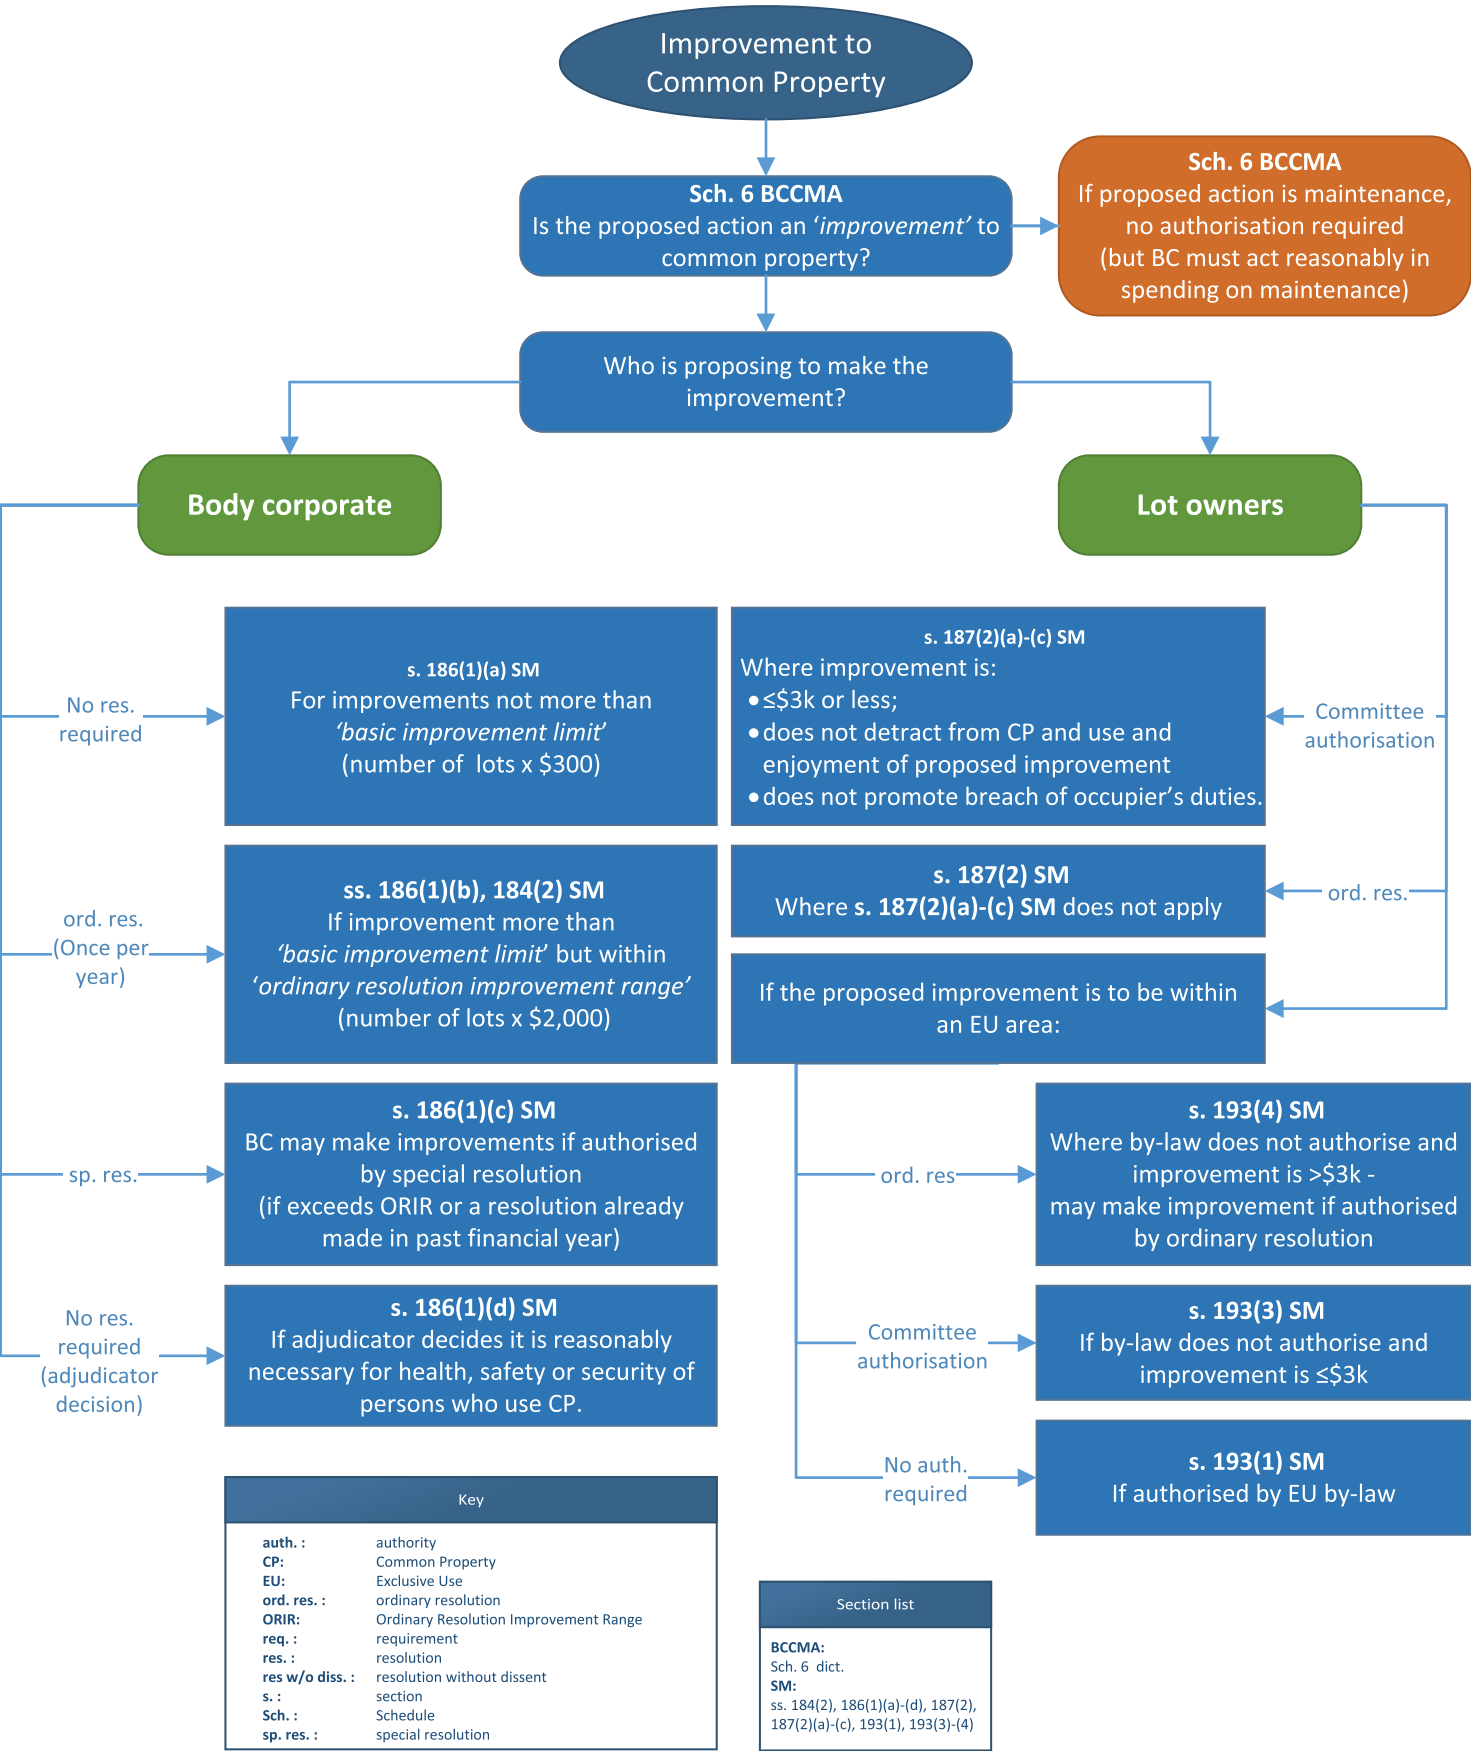 Improvement to
Common Property
Sch. 6 BCCMA
Is the proposed action an ‘improvement’ to
common property?
Sch. 6 BCCMA
If proposed action is maintenance,
no authorisation required
(but BC must act reasonably in
spending on maintenance)
Who is proposing to make the
improvement?
Body corporate
Lot owners
No res.
required
s. 186(1)(a) SM
For improvements not more than
‘basic improvement limit’
(number of lots x $300)
s. 187(2)(a)-(c) SM
Where improvement is:
•≤$3k or less;
•does not detract from CP and use and
enjoyment of proposed improvement
•does not promote breach of occupier’s duties.
Committee
authorisation
ord. res.
(Once per
year)
ss. 186(1)(b), 184(2) SM
If improvement more than
‘basic improvement limit’ but within
‘ordinary resolution improvement range’
(number of lots x $2,000)
s. 187(2) SM
Where s. 187(2)(a)-(c) SM does not apply
ord. res.
If the proposed improvement is to be within
an EU area:
sp. res.
s. 186(1)(c) SM
BC may make improvements if authorised
by special resolution
(if exceeds ORIR or a resolution already
made in past financial year)
ord. res
s. 193(4) SM
Where by-law does not authorise and
improvement is >$3k -
may make improvement if authorised
by ordinary resolution
No res.
required
(adjudicator
decision)
s. 186(1)(d) SM
If adjudicator decides it is reasonably
necessary for health, safety or security of
persons who use CP.
Committee
authorisation
s. 193(3) SM
If by-law does not authorise and
improvement is ≤$3k
No auth.
required
s. 193(1) SM
If authorised by EU by-law
Key
auth. : authority
CP: Common Property
EU: Exclusive Use
ord. res. : ordinary resolution
ORIR: Ordinary Resolution Improvement Range
req. : requirement
res. : resolution
res w/o diss. : resolution without dissent
s. : section
Sch. : Schedule
sp. res. : special resolution
Section list
BCCMA:
Sch. 6 dict.
SM:
ss. 184(2), 186(1)(a)-(d), 187(2),
187(2)(a)-(c), 193(1), 193(3)-(4)